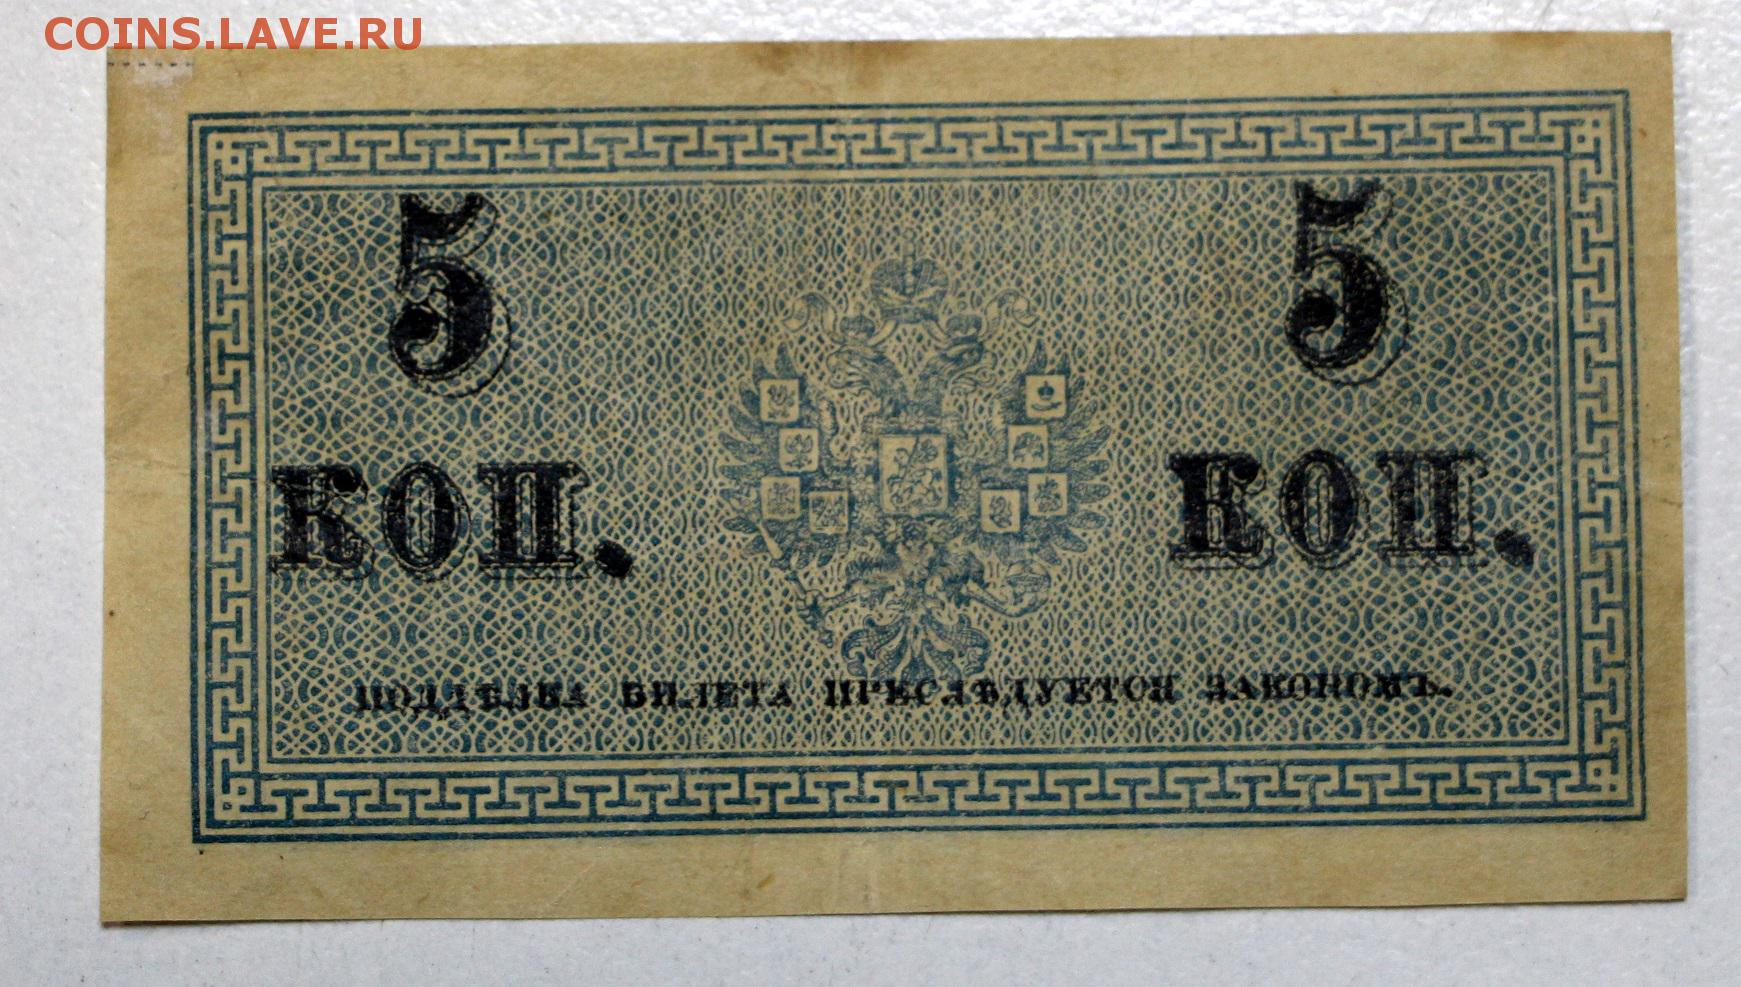 COINS.LAVE.RU
5 5
КОП. КОП.
ПОДДѢЛКА БИЛЕТА ПРЕСЛѢДУЕТСЯ ЗАКОНОМЪ.